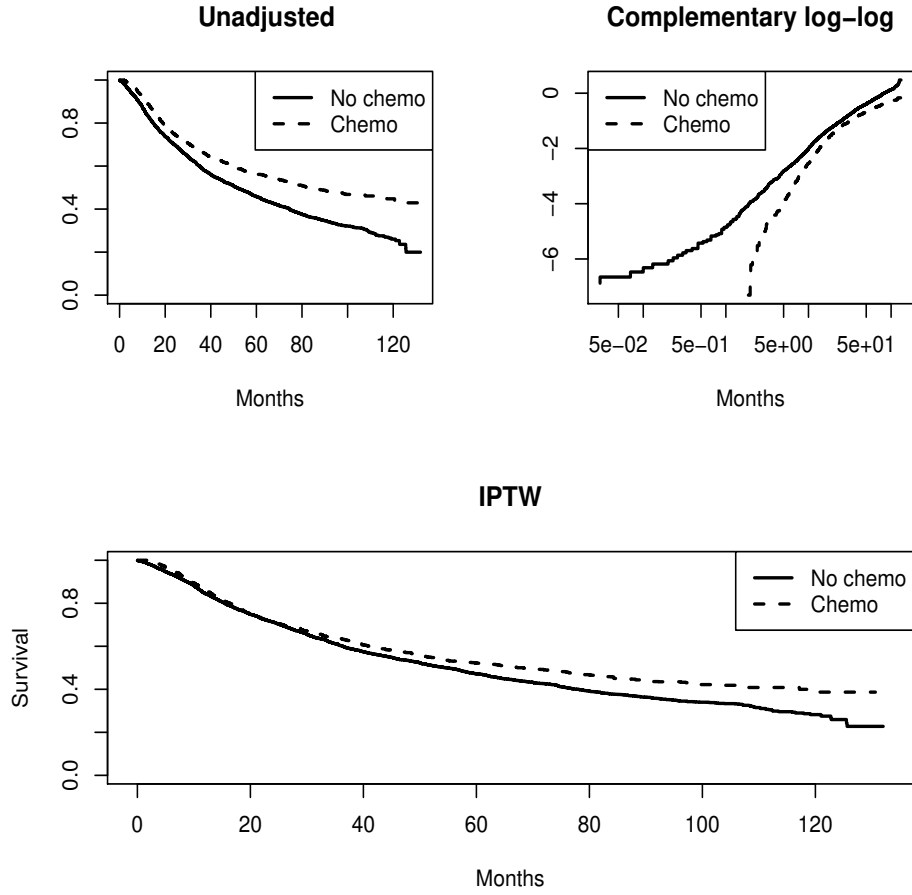 Unadjusted
No chemo
Chemo
0.0
0.4
0.8
0
20
40
60
80
120
Months
Complementary log−log
No chemo
Chemo
0
−2
−4
−6
5e−02
5e−01
5e+00
5e+01
Months
IPTW
No chemo
Chemo
Survival
0.0
0.4
0.8
0
20
40
60
80
100
120
Months